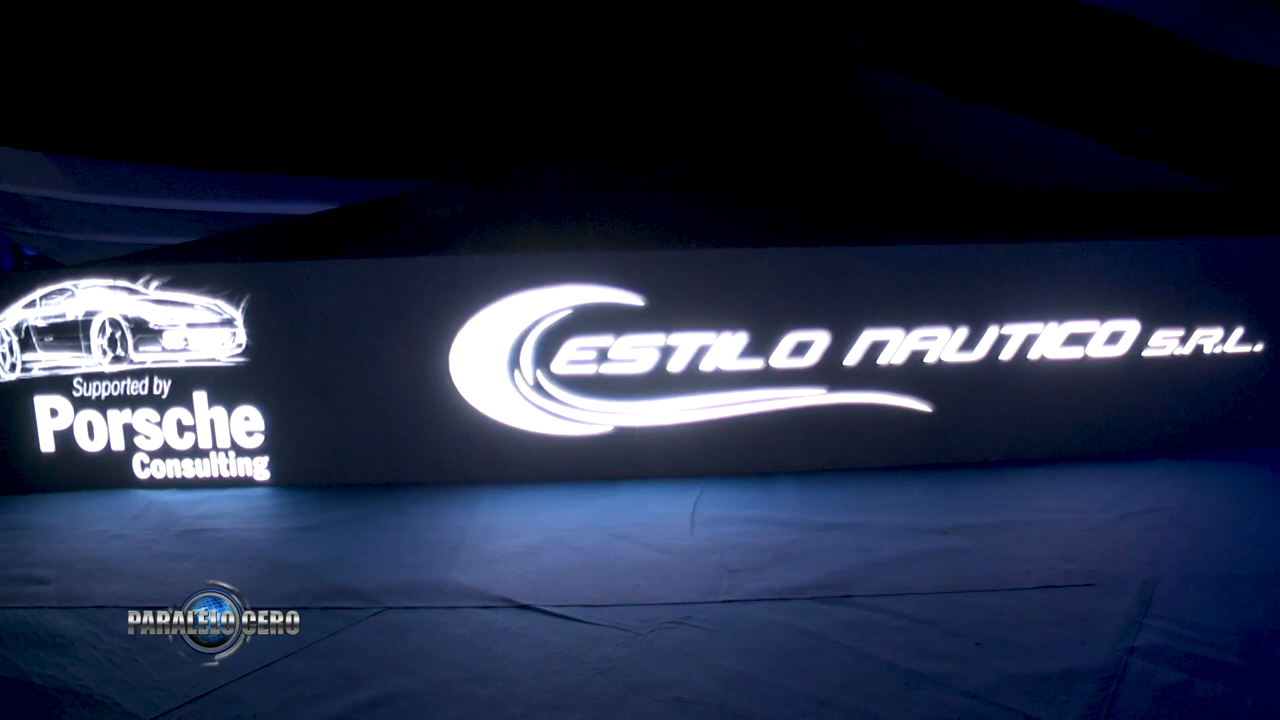 Supported by
Porsche
Consulting
ESTILO NAUTICO S.R.L.
PARALELO CERO